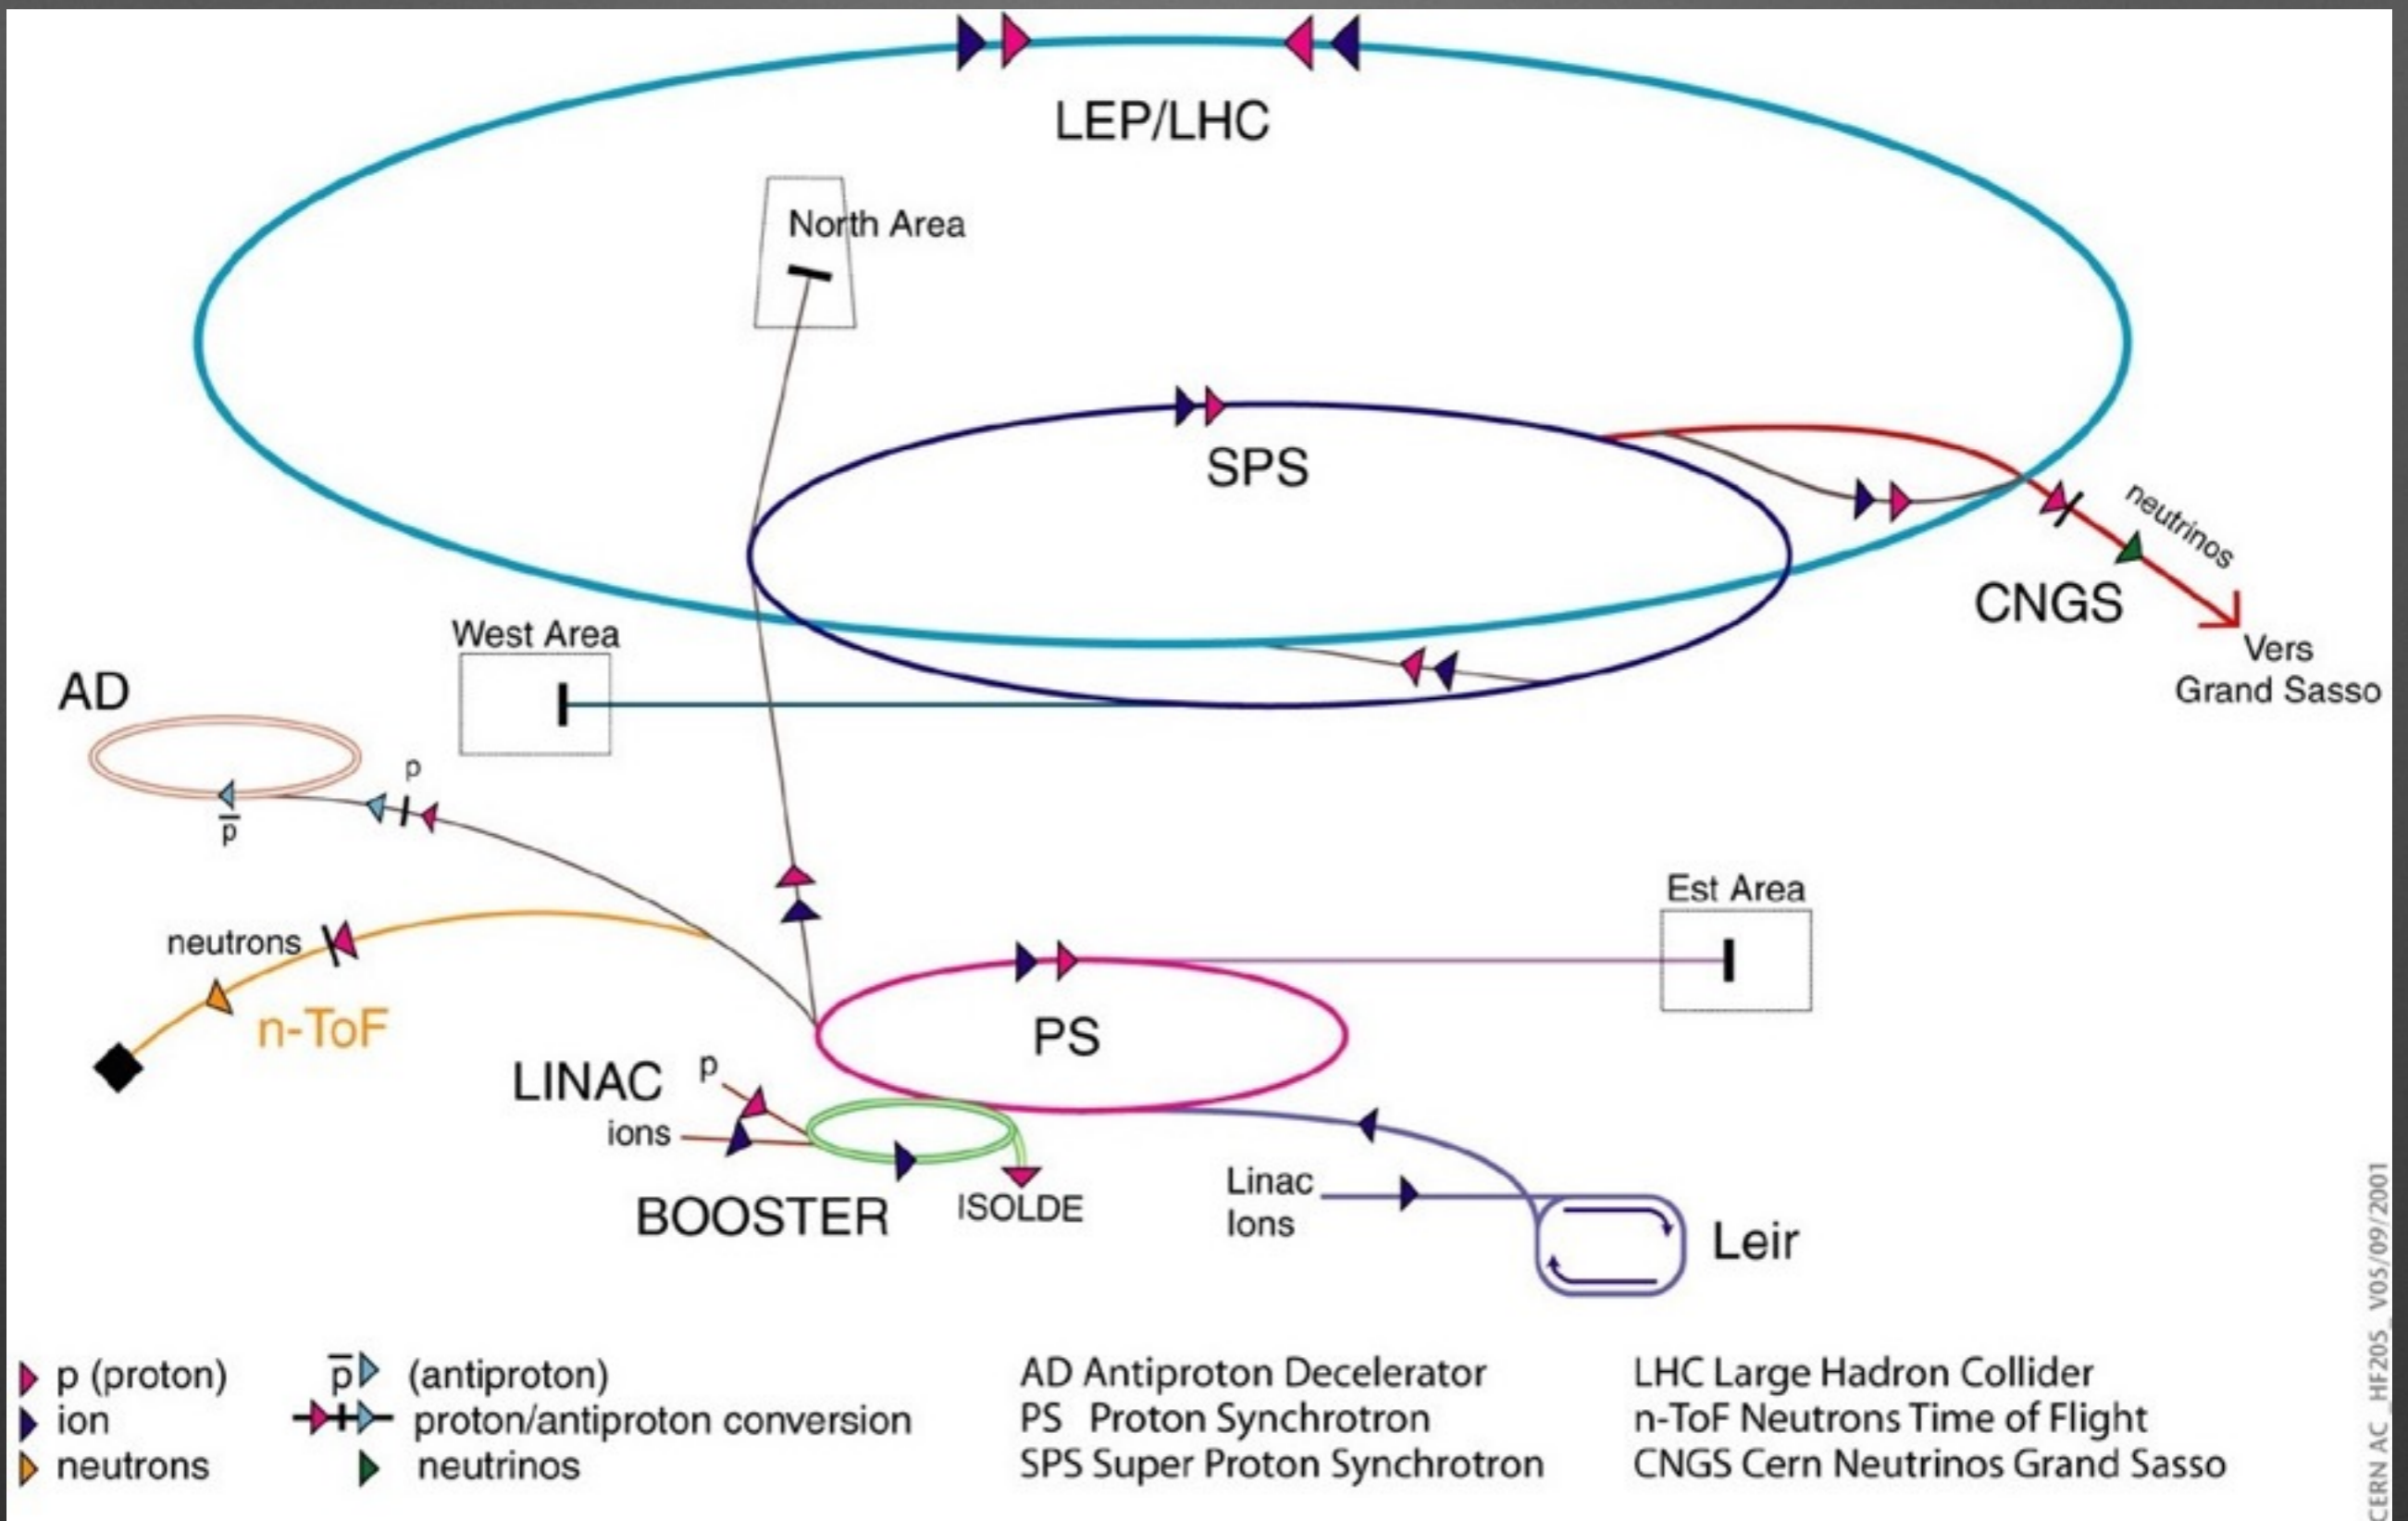 LEP/LHC
North Area
SPS
neutrinos
CNGS
Vers
Grand Sasso
West Area
AD
p
p̅
neutrons
n-ToF
Est Area
PS
LINAC
p
ions
BOOSTER
ISOLDE
Linac
Ions
Leir
p (proton)
ion
neutrons
p̅ (antiproton)
proton/antiproton conversion
neutrinos
AD Antiproton Decelerator
PS Proton Synchrotron
SPS Super Proton Synchrotron
LHC Large Hadron Collider
n-ToF Neutrons Time of Flight
CNGS Cern Neutrinos Grand Sasso
CERN AC _HF205_ V05/09/2001